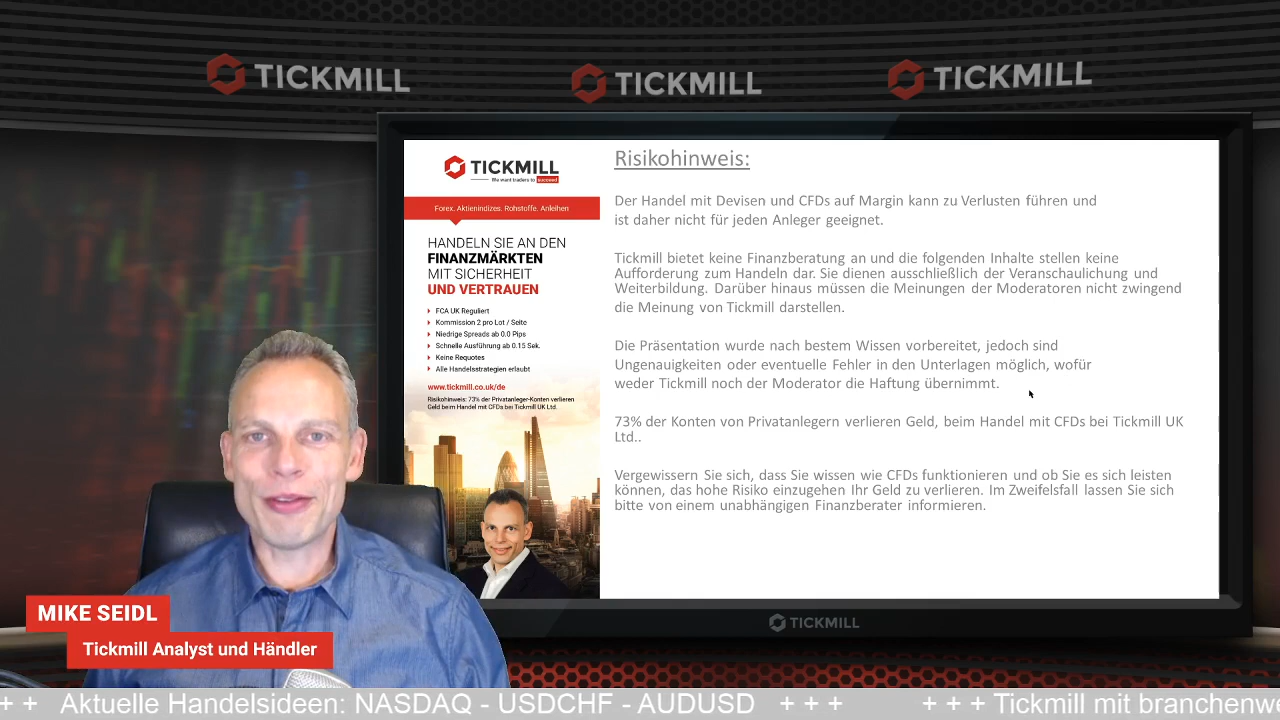 TICKMILL
TICKMILL
TICKMILL
TICKMILL
We want traders to succeed
Forex. Aktienindizes. Rohstoffe. Anleihen
HANDELN SIE AN DEN
FINANZMÄRKTEN
MIT SICHERHEIT
UND VERTRAUEN
FCA UK Reguliert
Kommission 2 pro Lot / Seite
Niedrige Spreads ab 0.0 Pips
Schnelle Ausführung ab 0.15 Sek.
Keine Requotes
Alle Handelsstrategien erlaubt
www.tickmill.co.uk/de
Risikohinweis: 73% der Privatanleger-Konten verlieren
Geld beim Handel mit CFDs bei Tickmill UK Ltd.
Risikohinweis:
Der Handel mit Devisen und CFDs auf Margin kann zu Verlusten führen und
ist daher nicht für jeden Anleger geeignet.
Tickmill bietet keine Finanzberatung an und die folgenden Inhalte stellen keine
Aufforderung zum Handeln dar. Sie dienen ausschließlich der Veranschaulichung und
Weiterbildung. Darüber hinaus müssen die Meinungen der Moderatoren nicht zwingend
die Meinung von Tickmill darstellen.
Die Präsentation wurde nach bestem Wissen vorbereitet, jedoch sind
Ungenauigkeiten oder eventuelle Fehler in den Unterlagen möglich, wofür
weder Tickmill noch der Moderator die Haftung übernimmt.
73% der Konten von Privatanlegern verlieren Geld, beim Handel mit CFDs bei Tickmill UK
Ltd..
Vergewissern Sie sich, dass Sie wissen wie CFDs funktionieren und ob Sie es sich leisten
können, das hohe Risiko einzugehen Ihr Geld zu verlieren. Im Zweifelsfall lassen Sie sich
bitte von einem unabhängigen Finanzberater informieren.
TICKMILL
MIKE SEIDL
Tickmill Analyst und Händler
+ + Aktuelle Handelsideen: NASDAQ - USDCHF - AUDUSD + + + + + + Tickmill mit branchenwe